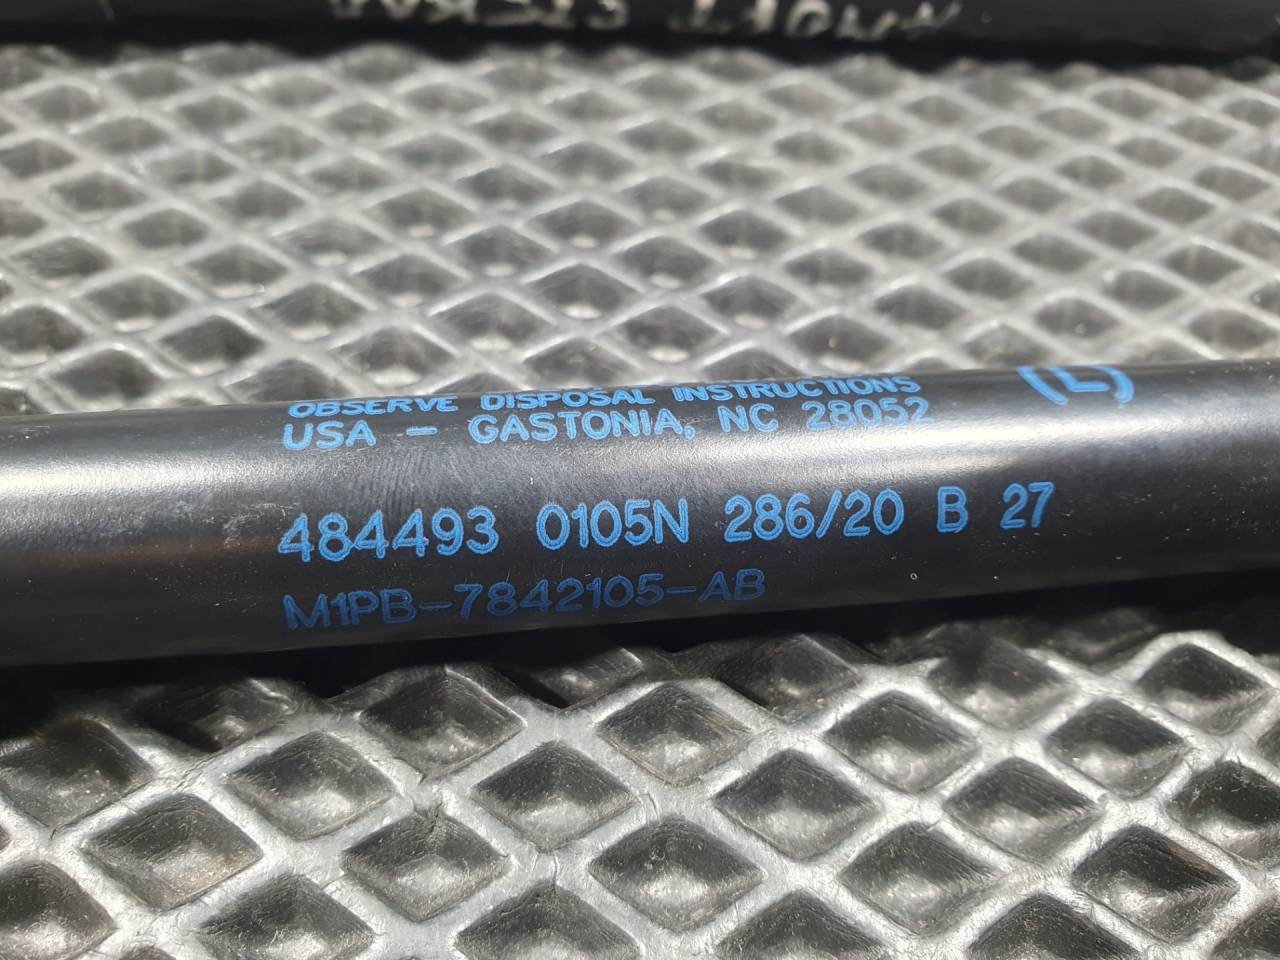 OBSERVE DISPOSAL INSTRUCTIONS
USA - GASTONIA, NC 28052
(L)
484493 0105N 286/20 B 27
M1PB-7842105-AB